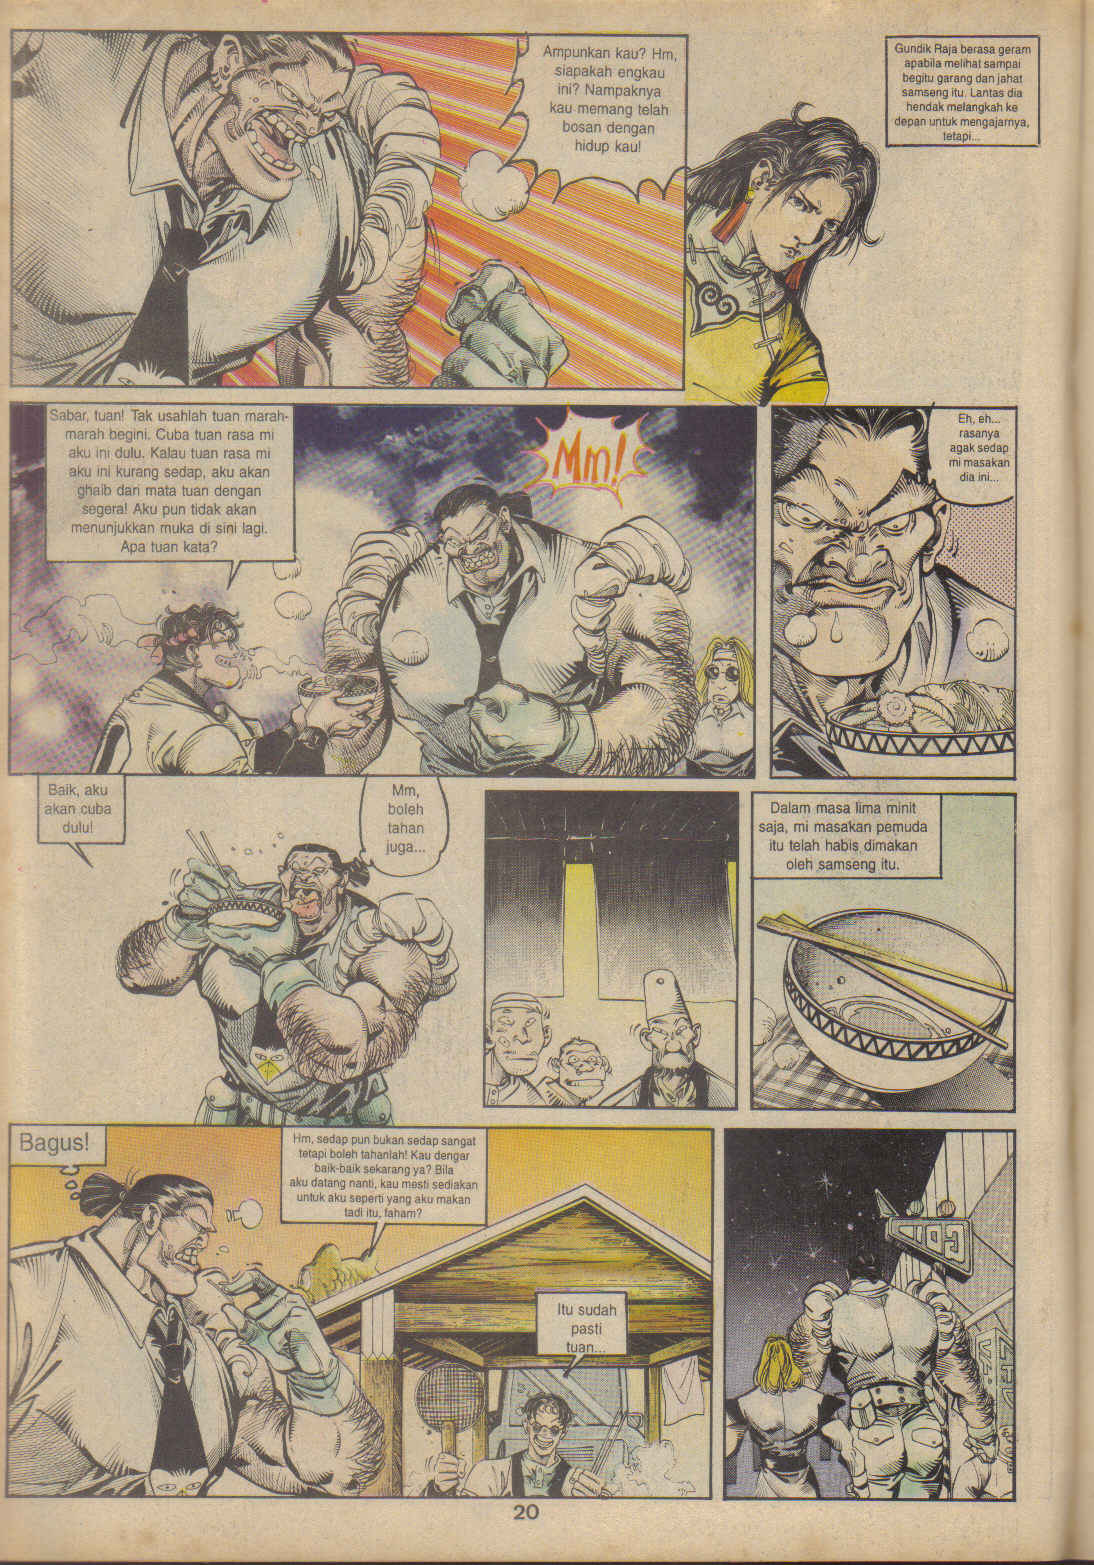 Ampunkan kau? Hm,
siapakah engkau
ini? Nampaknya
kau memang telah
bosan dengan
hidup kau!
Gundik Raja berasa geram
apabila melihat sampai
begitu garang dan jahat
samseng itu. Lantas dia
hendak melangkah ke
depan untuk mengajarnya,
tetapi...
Sabar, tuan! Tak usahlah tuan marah-
marah begini. Cuba tuan rasa mi
aku ini dulu. Kalau tuan rasa mi
aku ini kurang sedap, aku akan
ghaib dari mata tuan dengan
segera! Aku pun tidak akan
menunjukkan muka di sini lagi.
Apa tuan kata?
Mm!
Eh, eh...
rasanya
agak sedap
mi masakan
dia ini...
Baik, aku
akan cuba
dulu!
Mm,
boleh
tahan
juga...
Dalam masa lima minit
saja, mi masakan pemuda
itu telah habis dimakan
oleh samseng itu.
Bagus!
Hm, sedap pun bukan sedap sangat
tetapi boleh tahanlah! Kau dengar
baik-baik sekarang ya? Bila
aku datang nanti, kau mesti sediakan
untuk aku seperti yang aku makan
tadi itu, faham?
Itu sudah
pasti
tuan...
20